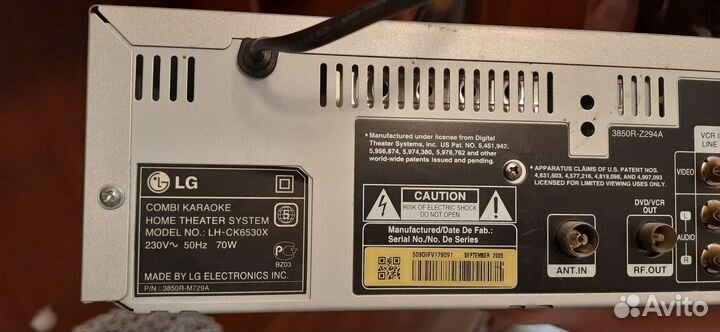 3850R-Z294A
VCR I
LINE
* Manufactured under license from Digital
Theater Systems, Inc. US Pat. NO. 5,451,942,
5,956,674, 5,974,380, 5,978,762 and other
world-wide patents issued and pending.
* APPARATUS CLAIMS OF U.S. PATENT NOS.
4,631,603, 4,577,216, 4,819,098, AND 4,907,093
LICENSED FOR LIMITED VIEWING USES ONLY.
VIDEO
LG
COMBI KARAOKE
HOME THEATER SYSTEM
MODEL NO.: LH-CK6530X
230V~ 50Hz 70W
5
BZ03
MADE BY LG ELECTRONICS INC.
P/N : 3850R-M729A
CAUTION
RISK OF ELECTRIC SHOCK
DO NOT OPEN
Manufactured/Date De Fab.:
Serial No./No. De Series
509DIFV179091 SEPTEMBER 2005
ANT.IN
DVD/VCR
OUT
RF.OUT
L
AUDIO
R
Avito